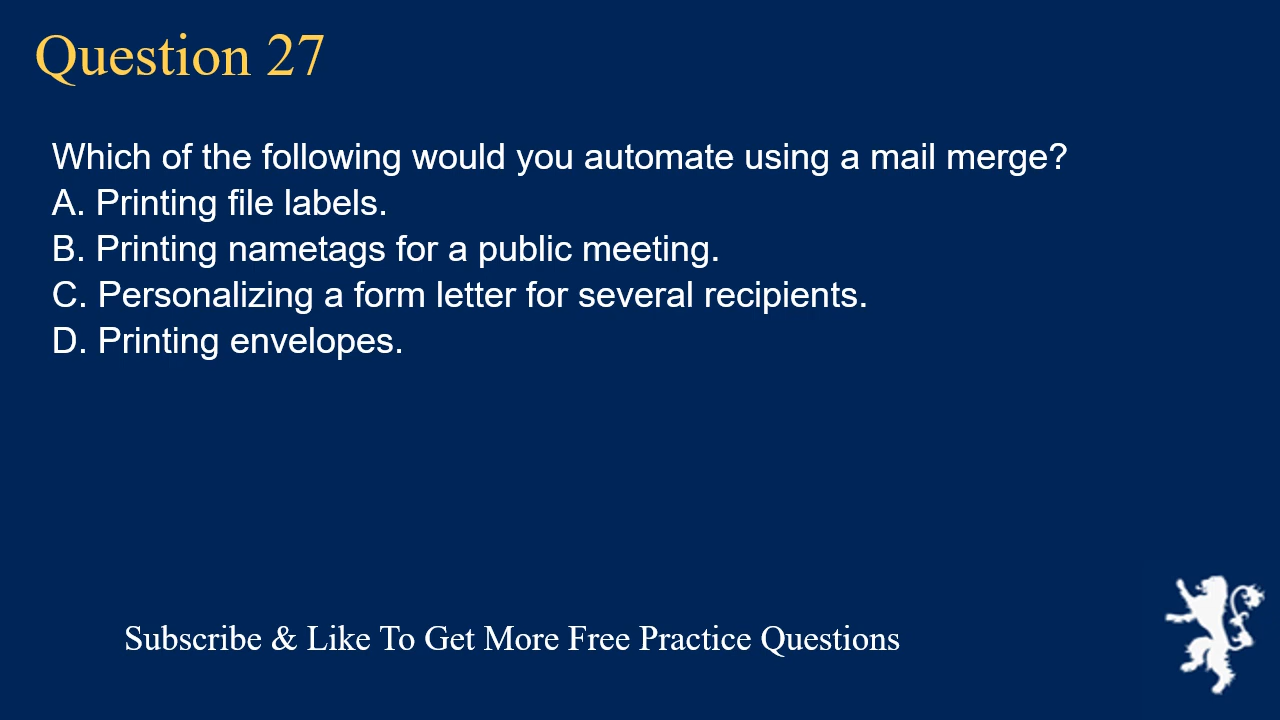 Question 27
Which of the following would you automate using a mail merge?
A. Printing file labels.
B. Printing nametags for a public meeting.
C. Personalizing a form letter for several recipients.
D. Printing envelopes.
Subscribe & Like To Get More Free Practice Questions